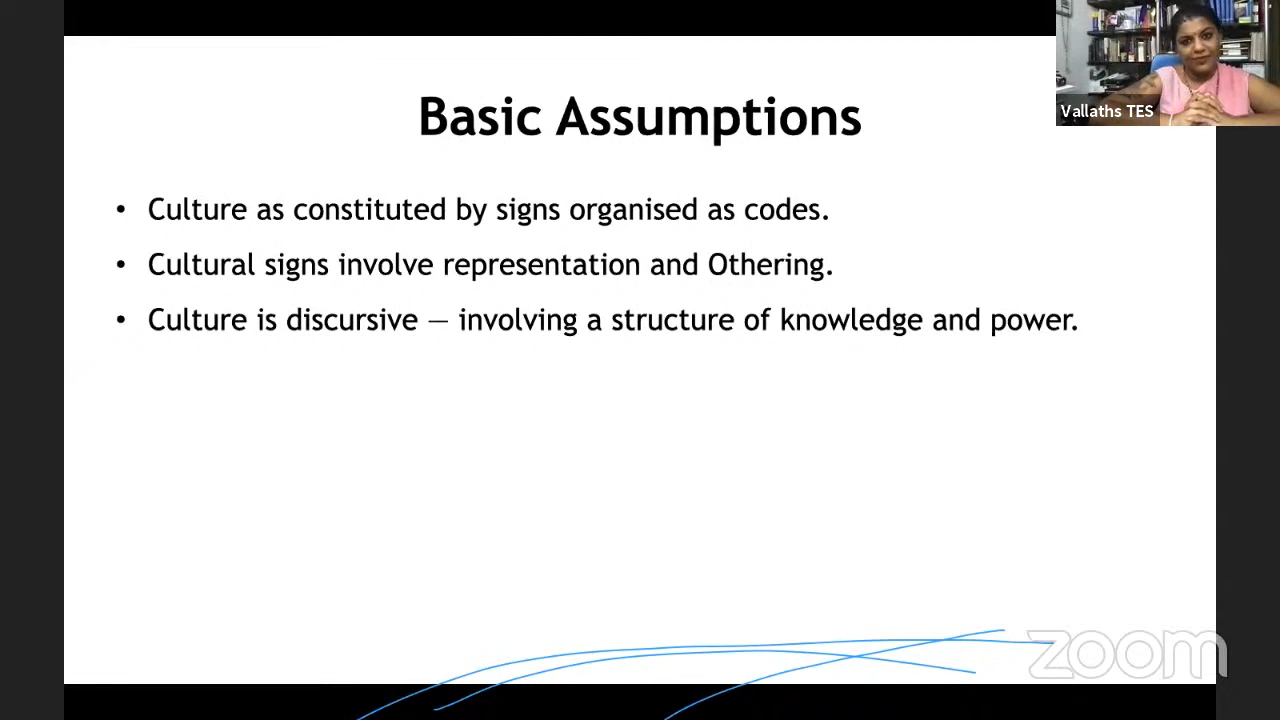 Vallaths TES
Basic Assumptions
• Culture as constituted by signs organised as codes.
• Cultural signs involve representation and Othering.
• Culture is discursive — involving a structure of knowledge and power.
zoom